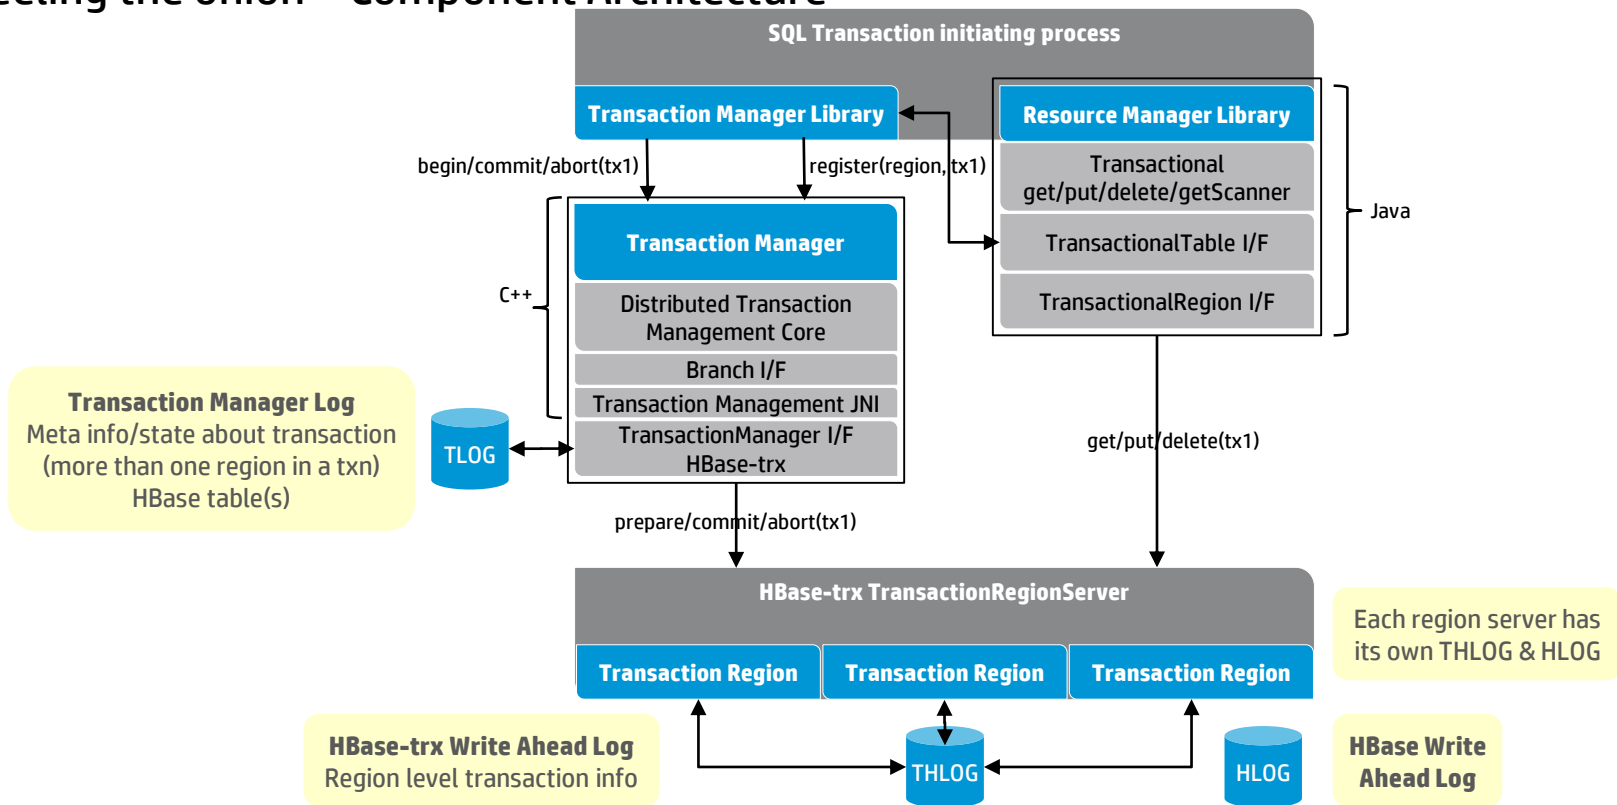 the onion – Component Architecture
SQL Transaction initiating process
Transaction Manager Library
Resource Manager Library
begin/commit/abort(tx1)
register(region, tx1)
Transactional
get/put/delete/getScanner
Java
Transaction Manager
TransactionalTable I/F
C++
TransactionalRegion I/F
Distributed Transaction
Management Core
Branch I/F
Transaction Management JNI
Transaction Manager Log
Meta info/state about transaction
(more than one region in a txn)
HBase table(s)
TLOG
TransactionManager I/F
HBase-trx
get/put/delete(tx1)
prepare/commit/abort(tx1)
HBase-trx TransactionRegionServer
Each region server has
its own THLOG & HLOG
Transaction Region
Transaction Region
Transaction Region
HBase-trx Write Ahead Log
Region level transaction info
THLOG
HLOG
HBase Write
Ahead Log